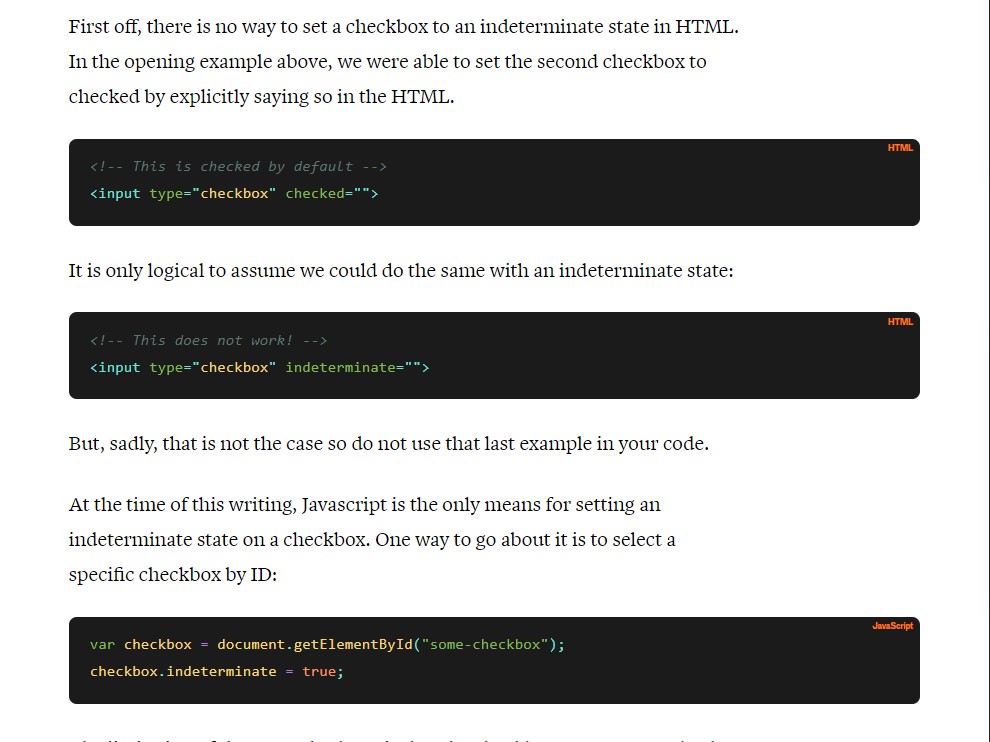 First off, there is no way to set a checkbox to an indeterminate state in HTML.
In the opening example above, we were able to set the second checkbox to
checked by explicitly saying so in the HTML.
HTML
<!-- This is checked by default -->
<input type="checkbox" checked="">
It is only logical to assume we could do the same with an indeterminate state:
HTML
<!-- This does not work! -->
<input type="checkbox" indeterminate="">
But, sadly, that is not the case so do not use that last example in your code.
At the time of this writing, Javascript is the only means for setting an
indeterminate state on a checkbox. One way to go about it is to select a
specific checkbox by ID:
JavaScript
var checkbox = document.getElementById("some-checkbox");
checkbox.indeterminate = true;